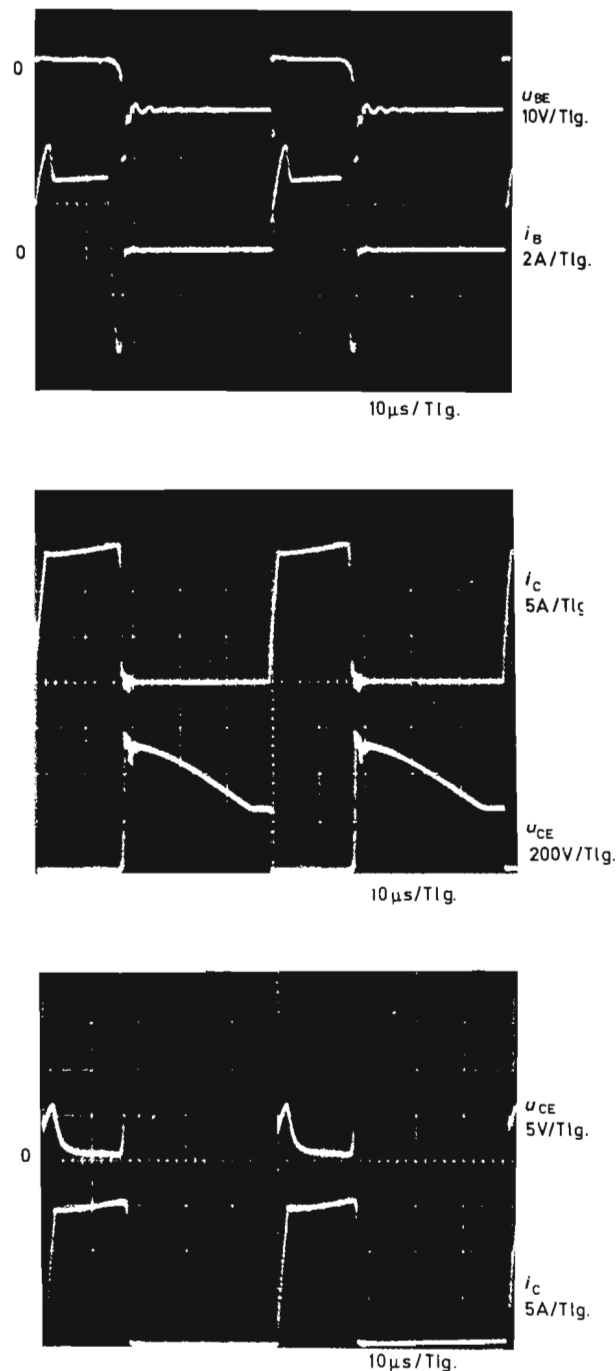 0
u_BE
10V/Tlg.
0
i_B
2A/Tlg.
10µs/Tlg.
i_C
5A/Tlg
u_CE
200V/Tlg.
10µs/Tlg.
u_CE
5V/Tlg.
0
i_C
5A/Tlg.
10µs/Tlg.